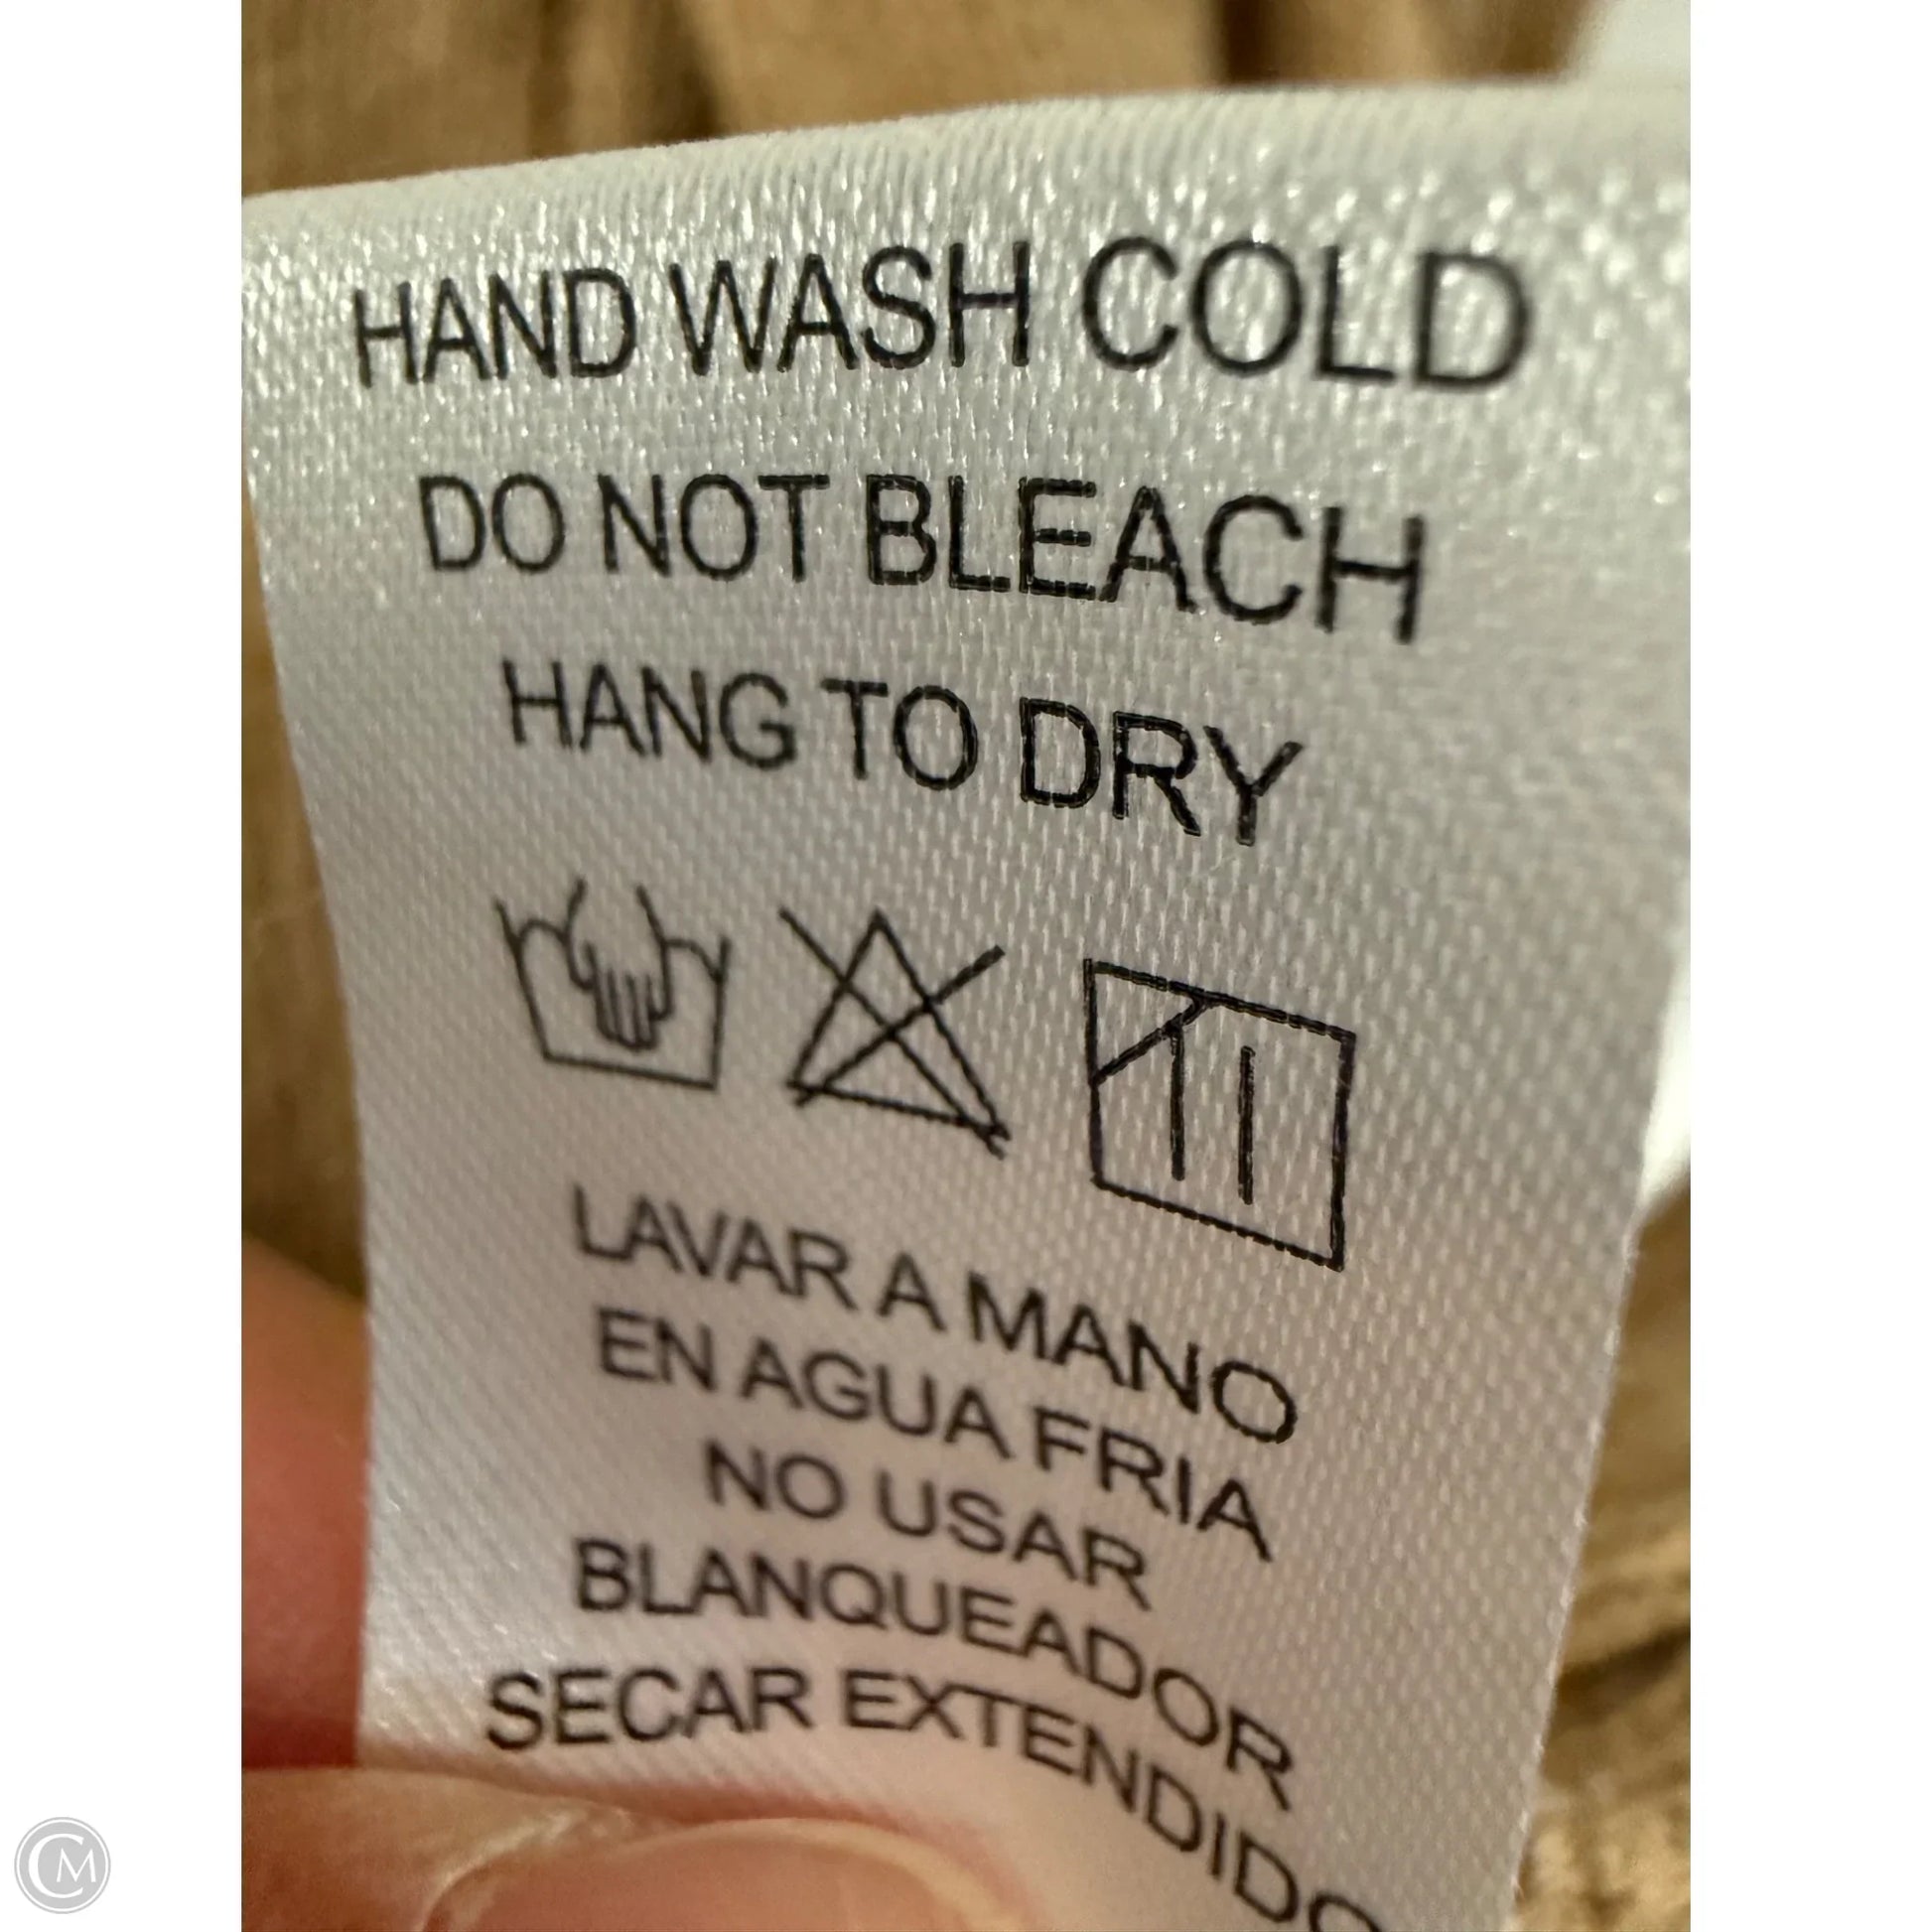 HAND WASH COLD
DO NOT BLEACH
HANG TO DRY
LAVAR A MANO
EN AGUA FRIA
NO USAR
BLANQUEADOR
SECAR EXTENDIDO
CM